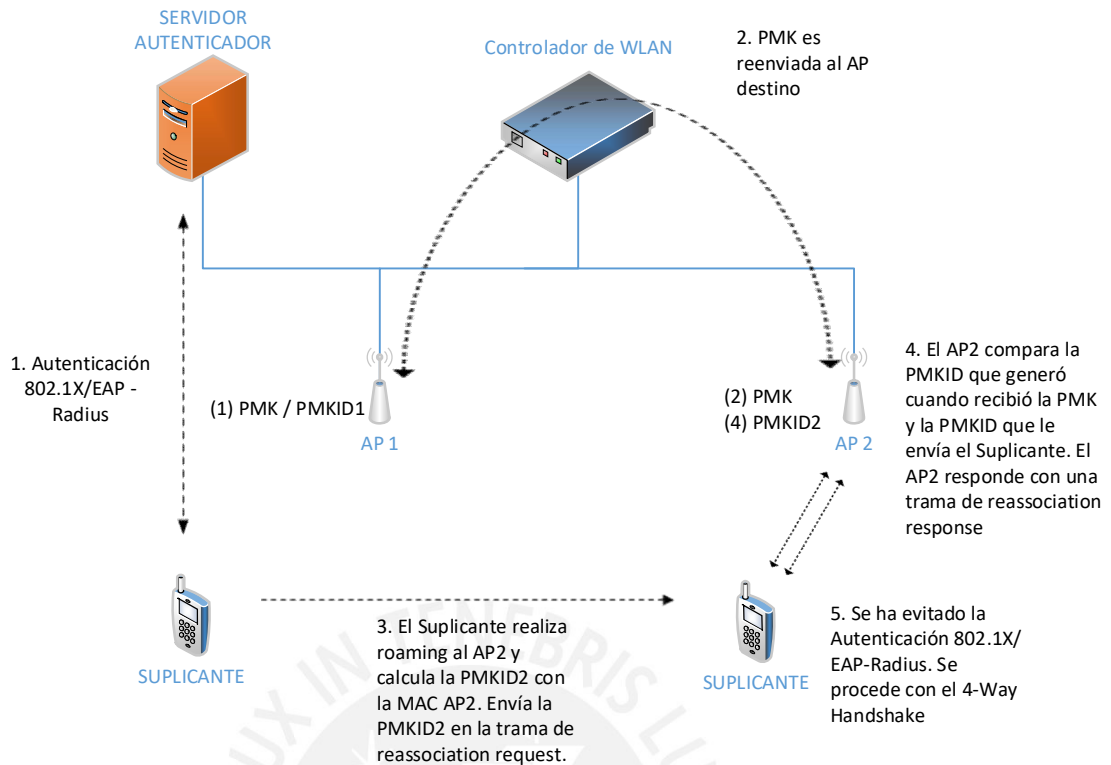 SERVIDOR
AUTENTICADOR
Controlador de WLAN
2. PMK es
reenviada al AP
destino
1. Autenticación
802.1X/EAP -
Radius
(1) PMK / PMKID1
AP 1
(2) PMK
(4) PMKID2
AP 2
4. El AP2 compara la
PMKID que generó
cuando recibió la PMK
y la PMKID que le
envía el Suplicante. El
AP2 responde con una
trama de reassociation
response
SUPLICANTE
3. El Suplicante realiza
roaming al AP2 y
calcula la PMKID2 con
la MAC AP2. Envía la
PMKID2 en la trama de
reassociation request.
SUPLICANTE
5. Se ha evitado la
Autenticación 802.1X/
EAP-Radius. Se
procede con el 4-Way
Handshake
UX IN TENEBRIS LU